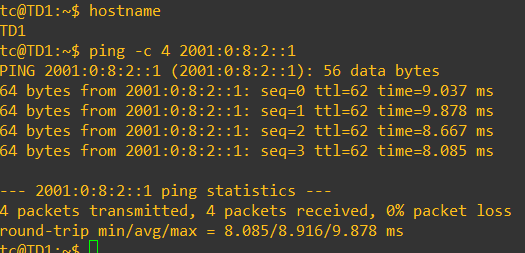 tc@TD1:~$ hostname
TD1
tc@TD1:~$ ping -c 4 2001:0:8:2::1
PING 2001:0:8:2::1 (2001:0:8:2::1): 56 data bytes
64 bytes from 2001:0:8:2::1: seq=0 ttl=62 time=9.037 ms
64 bytes from 2001:0:8:2::1: seq=1 ttl=62 time=9.878 ms
64 bytes from 2001:0:8:2::1: seq=2 ttl=62 time=8.667 ms
64 bytes from 2001:0:8:2::1: seq=3 ttl=62 time=8.085 ms
--- 2001:0:8:2::1 ping statistics ---
4 packets transmitted, 4 packets received, 0% packet loss
round-trip min/avg/max = 8.085/8.916/9.878 ms
tc@TD1:~$